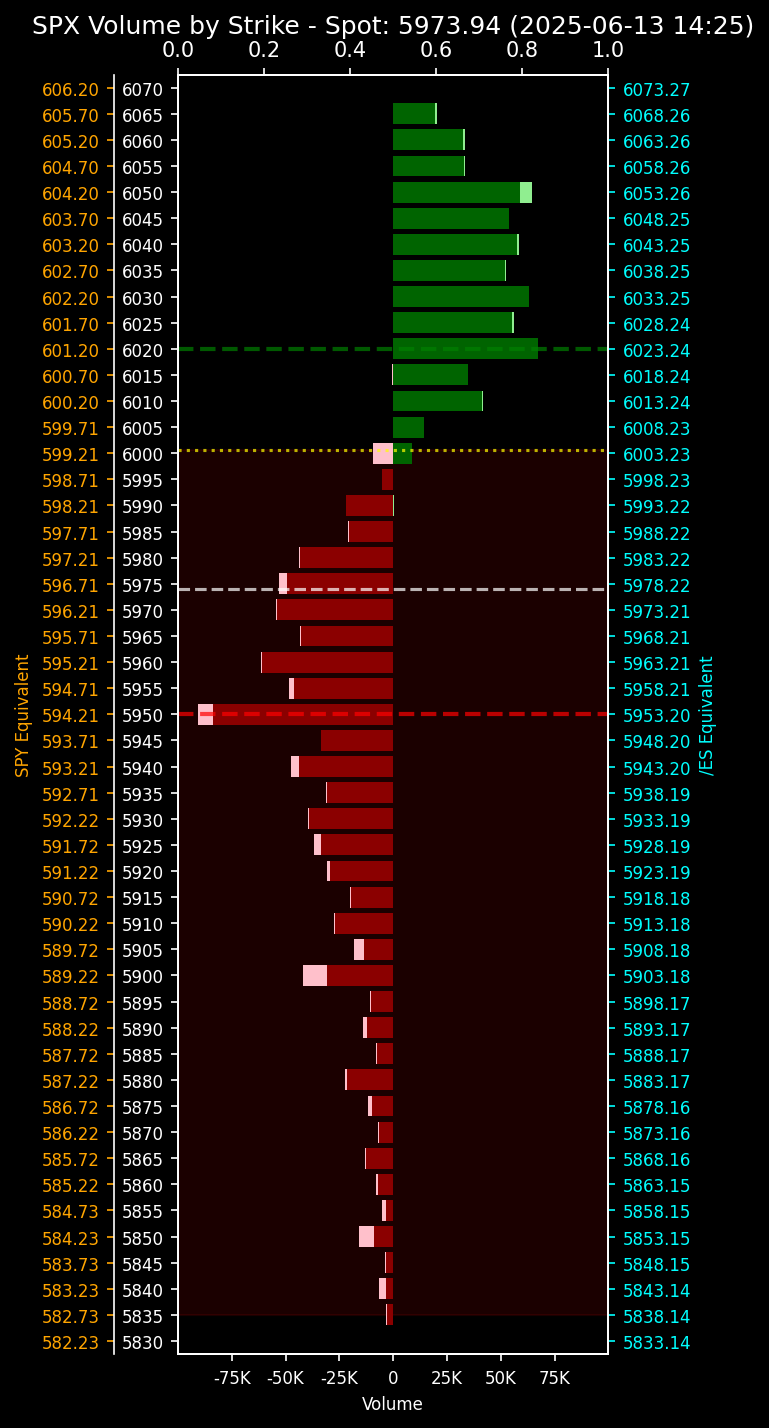 SPX Volume by Strike - Spot: 5973.94 (2025-06-13 14:25)
0.0 0.2 0.4 0.6 0.8 1.0
606.20 6070 6073.27
605.70 6065 6068.26
605.20 6060 6063.26
604.70 6055 6058.26
604.20 6050 6053.26
603.70 6045 6048.25
603.20 6040 6043.25
602.70 6035 6038.25
602.20 6030 6033.25
601.70 6025 6028.24
601.20 6020 6023.24
600.70 6015 6018.24
600.20 6010 6013.24
599.71 6005 6008.23
599.21 6000 6003.23
598.71 5995 5998.23
598.21 5990 5993.22
597.71 5985 5988.22
597.21 5980 5983.22
596.71 5975 5978.22
596.21 5970 5973.21
595.71 5965 5968.21
595.21 5960 5963.21
594.71 5955 5958.21
594.21 5950 5953.20
593.71 5945 5948.20
593.21 5940 5943.20
592.71 5935 5938.19
592.22 5930 5933.19
591.72 5925 5928.19
591.22 5920 5923.19
590.72 5915 5918.18
590.22 5910 5913.18
589.72 5905 5908.18
589.22 5900 5903.18
588.72 5895 5898.17
588.22 5890 5893.17
587.72 5885 5888.17
587.22 5880 5883.17
586.72 5875 5878.16
586.22 5870 5873.16
585.72 5865 5868.16
585.22 5860 5863.15
584.73 5855 5858.15
584.23 5850 5853.15
583.73 5845 5848.15
583.23 5840 5843.14
582.73 5835 5838.14
582.23 5830 5833.14
SPY Equivalent
/ES Equivalent
-75K -50K -25K 0 25K 50K 75K
Volume